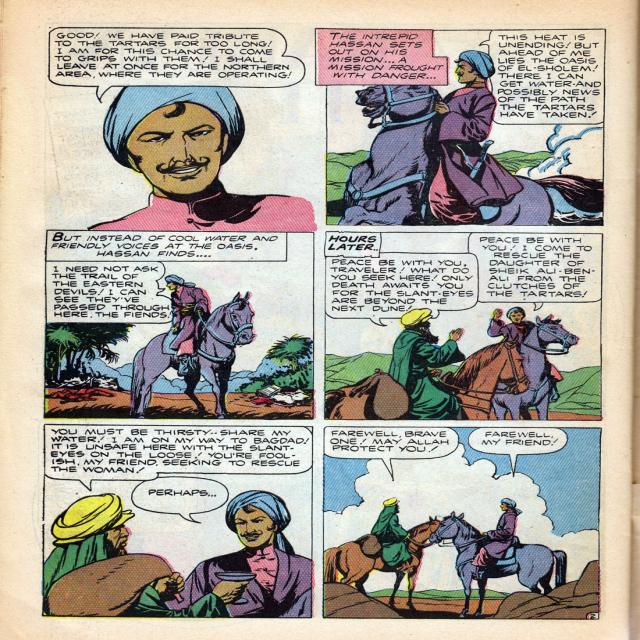 GOOD! WE HAVE PAID TRIBUTE
TO THE TARTARS FOR TOO LONG!
I AM FOR THIS CHANCE TO COME
TO GRIPS WITH THEM! I SHALL
LEAVE AT ONCE FOR THE NORTHERN
AREA, WHERE THEY ARE OPERATING!
THE INTREPID
HASSAN SETS
OUT ON HIS
MISSION... A
MISSION FROUGHT
WITH DANGER...
THIS HEAT IS
UNENDING! BUT
AHEAD OF ME
LIES THE OASIS
OF EL-SHOLEM!
THERE I CAN
GET WATER-AND
POSSIBLY NEWS
OF THE PATH
THE TARTARS
HAVE TAKEN!
BUT INSTEAD OF COOL WATER AND
FRIENDLY VOICES AT THE OASIS,
HASSAN FINDS....
I NEED NOT ASK
THE TRAIL OF
THE EASTERN
DEVILS! I CAN
SEE THEY'VE
PASSED THROUGH
HERE, THE FIENDS!
HOURS
LATER...
PEACE BE WITH YOU,
TRAVELER! WHAT DO
YOU SEEK HERE? ONLY
DEATH AWAITS YOU
FOR THE SLANT-EYES
ARE BEYOND THE
NEXT DUNE!
PEACE BE WITH
YOU! I COME TO
RESCUE THE
DAUGHTER OF
SHEIK ALI-BEN-
ALI FROM THE
CLUTCHES OF
THE TARTARS!
YOU MUST BE THIRSTY--SHARE MY
WATER! I AM ON MY WAY TO BAGDAD!
IT IS UNSAFE HERE WITH THE SLANT-
EYES ON THE LOOSE! YOU'RE FOOL-
ISH, MY FRIEND, SEEKING TO RESCUE
THE WOMAN!
PERHAPS...
FAREWELL, BRAVE
ONE! MAY ALLAH
PROTECT YOU!
FAREWELL,
MY FRIEND!
2